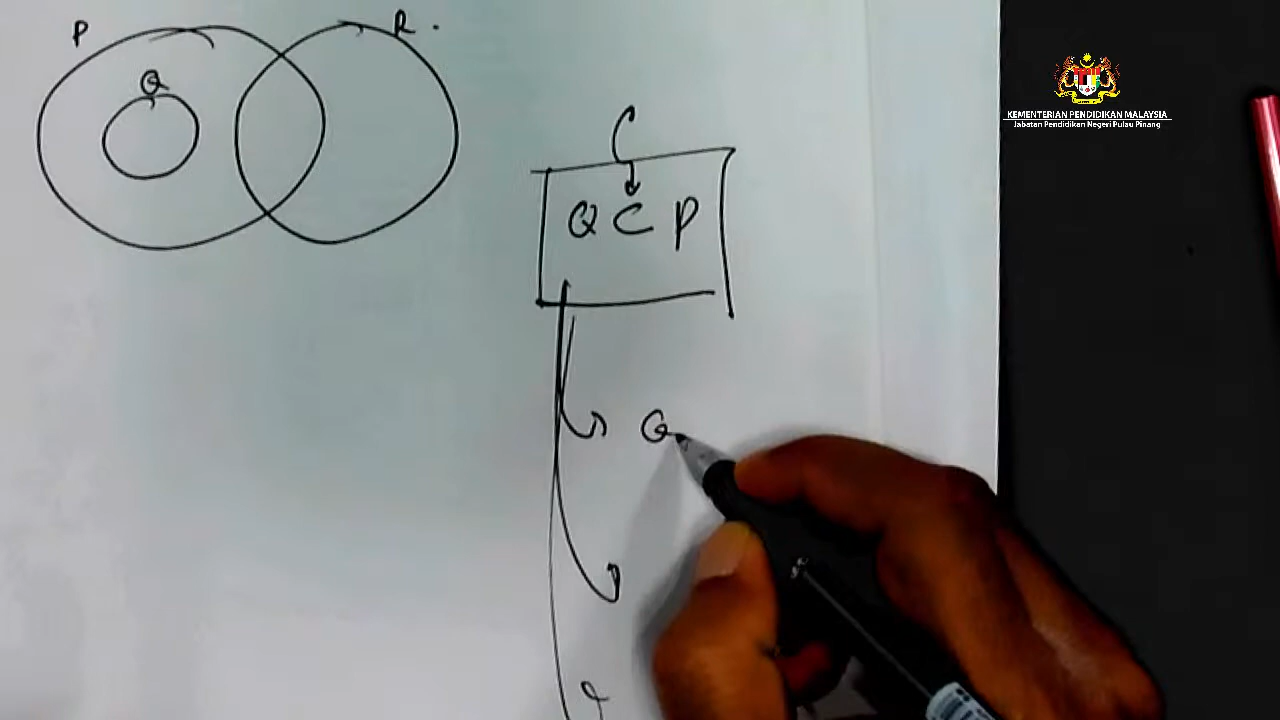 P
R.
Q
Q ⊂ P
Q
KEMENTERIAN PENDIDIKAN MALAYSIA
Jabatan Pendidikan Negeri Pulau Pinang